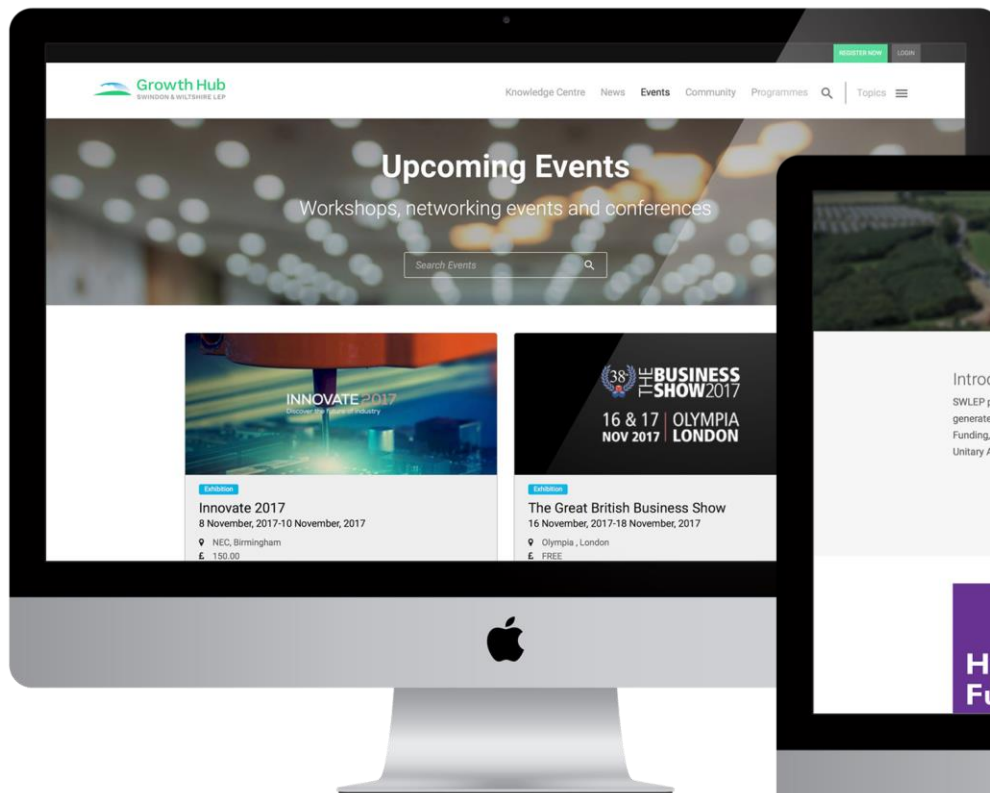 REGISTER NOW LOGIN
Growth Hub
SWINDON & WILTSHIRE LEP
Knowledge Centre News Events Community Programmes Topics
Upcoming Events
Workshops, networking events and conferences
Search Events
INNOVATE 2017
Discover the future of industry
Exhibition
Innovate 2017
8 November, 2017-10 November, 2017
NEC, Birmingham
£ 150.00
38th THE BUSINESS SHOW2017
16 & 17 OLYMPIA
NOV 2017 LONDON
Exhibition
The Great British Business Show
16 November, 2017-18 November, 2017
Olympia , London
£ FREE
Introd
SWLEP p
generate
Funding,
Unitary A
H
Fu